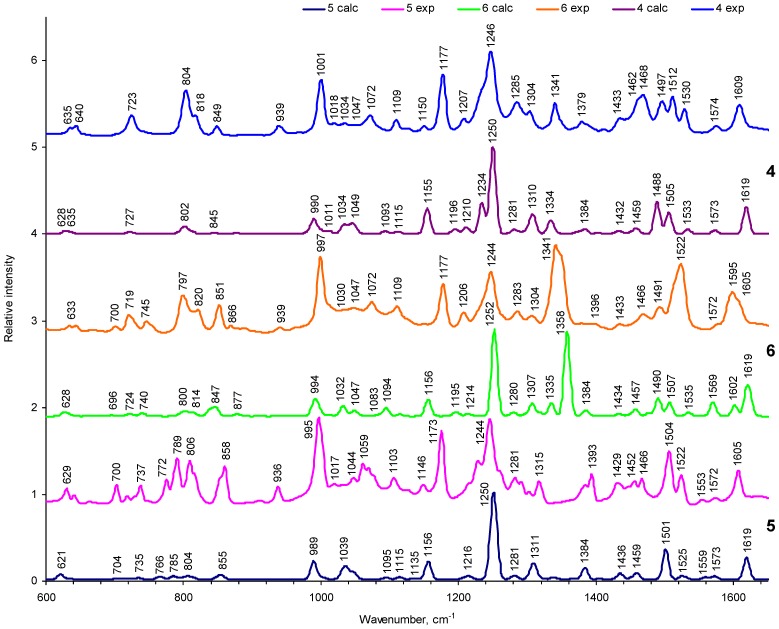 5 calc 5 exp 6 calc 6 exp 4 calc 4 exp
Relative intensity
6
5
4
3
2
1
0
635 640 723 804 818 849 939 1001 1018 1034 1047 1072 1109 1150 1177 1207 1246 1285 1304 1341 1379 1433 1462 1468 1497 1512 1530 1574 1609
4
628 635 727 802 845 990 1011 1034 1049 1093 1115 1155 1196 1210 1234 1250 1281 1310 1334 1384 1432 1459 1488 1505 1533 1573 1619
633 700 719 745 797 820 851 866 939 997 1030 1047 1072 1109 1177 1206 1244 1283 1304 1341 1396 1433 1466 1491 1522 1572 1595 1605
6
628 696 724 740 800 814 847 877 994 1032 1047 1083 1094 1156 1195 1214 1252 1280 1307 1335 1358 1384 1434 1457 1490 1507 1535 1569 1602 1619
629 700 737 772 789 806 858 936 995 1017 1044 1059 1103 1146 1173 1244 1281 1315 1393 1429 1452 1466 1504 1522 1553 1572 1605
5
621 704 735 766 785 804 855 989 1039 1095 1115 1135 1156 1216 1250 1281 1311 1384 1436 1459 1501 1525 1559 1573 1619
600 800 1000 1200 1400 1600
Wavenumber, cm-1